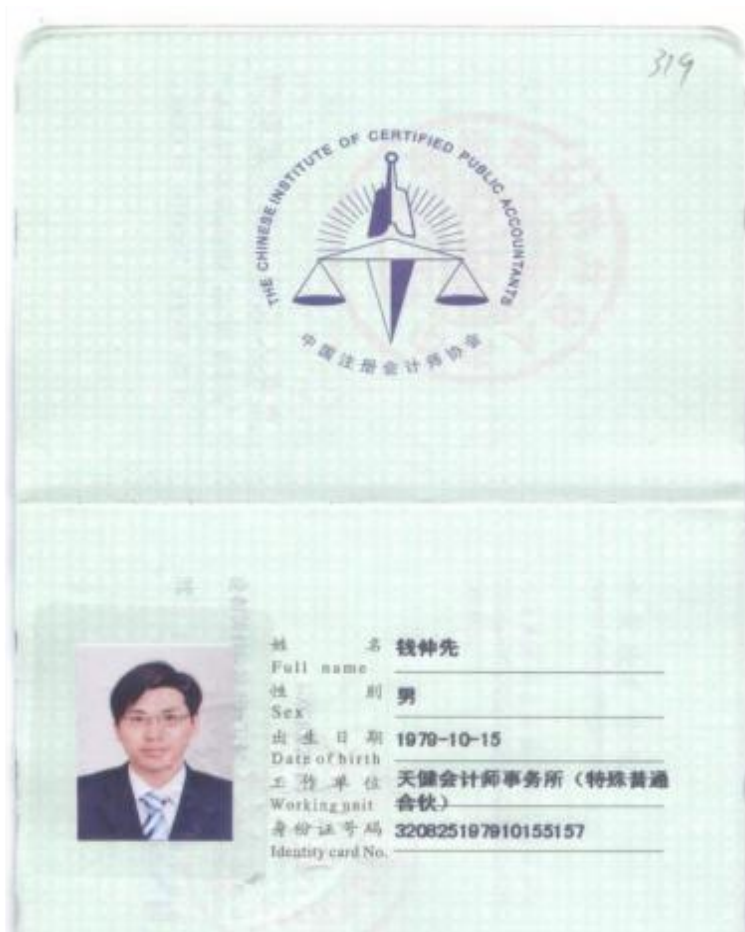 319
THE CHINESE INSTITUTE OF CERTIFIED PUBLIC ACCOUNTANTS
中国注册会计师协会
姓 名 钱仲先
Full name
性 别 男
Sex
出生日期 1979-10-15
Date of birth
工作单位 天健会计师事务所（特殊普通
Working unit 合伙）
身份证号码 320825197910155157
Identity card No.